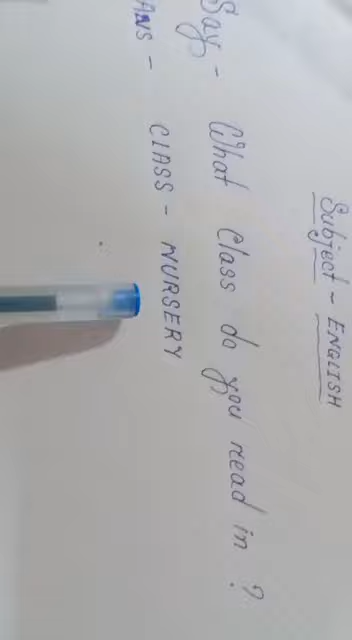 Subject - ENGLISH
Say, - What Class do you read in ?
ANS - CLASS - NURSERY